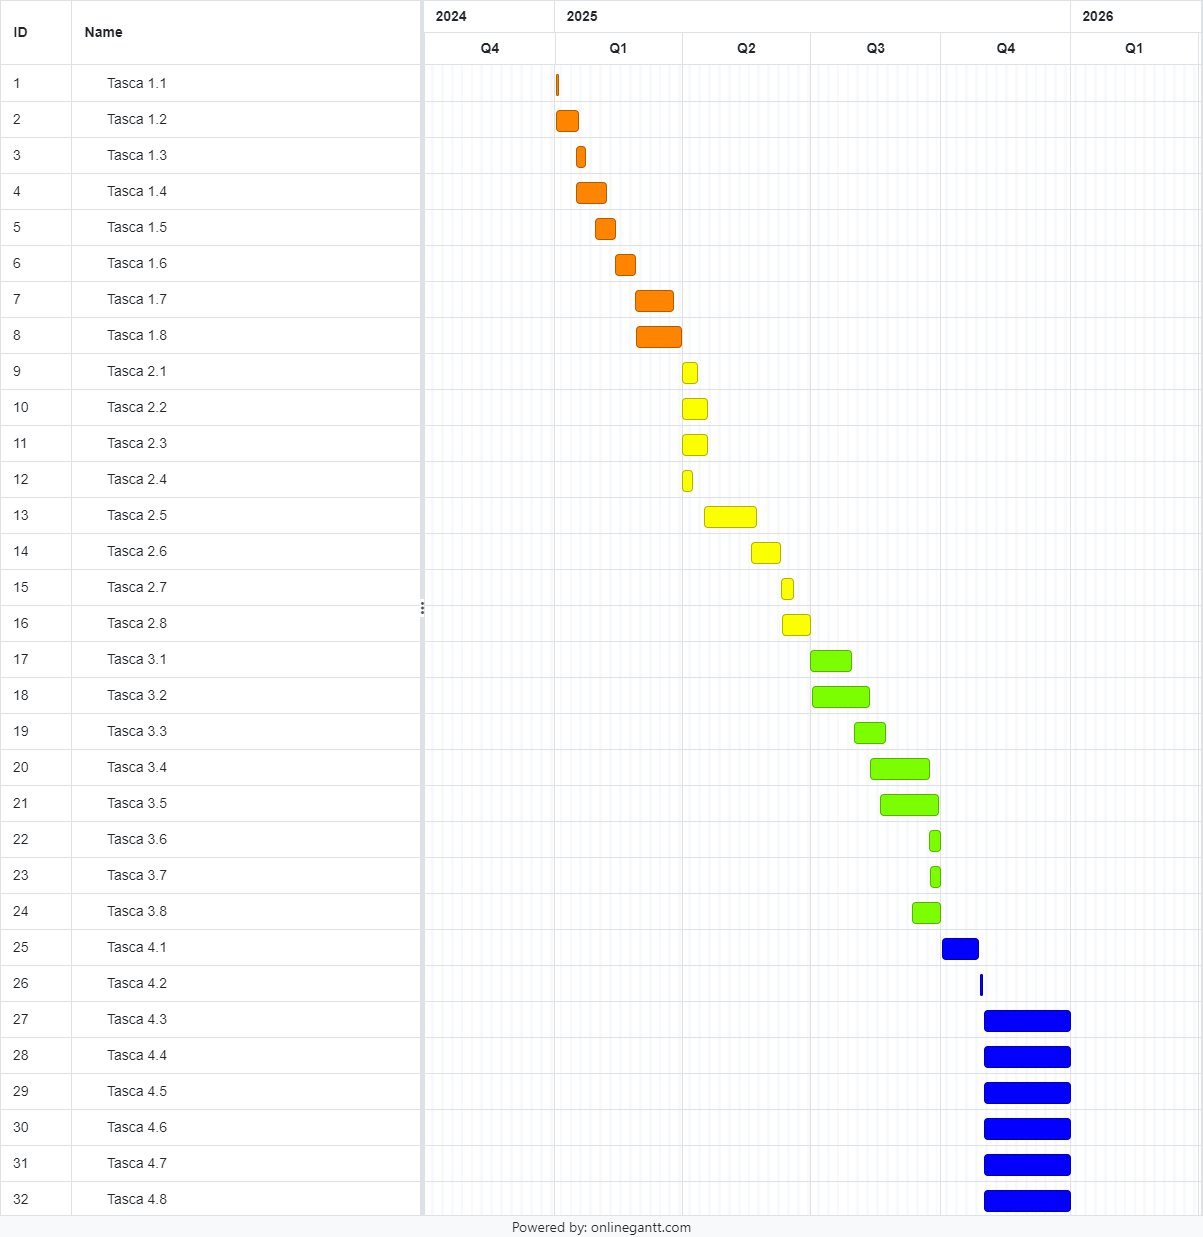 2024 2025 2026
ID Name
Q4 Q1 Q2 Q3 Q4 Q1
1 Tasca 1.1
2 Tasca 1.2
3 Tasca 1.3
4 Tasca 1.4
5 Tasca 1.5
6 Tasca 1.6
7 Tasca 1.7
8 Tasca 1.8
9 Tasca 2.1
10 Tasca 2.2
11 Tasca 2.3
12 Tasca 2.4
13 Tasca 2.5
14 Tasca 2.6
15 Tasca 2.7
16 Tasca 2.8
17 Tasca 3.1
18 Tasca 3.2
19 Tasca 3.3
20 Tasca 3.4
21 Tasca 3.5
22 Tasca 3.6
23 Tasca 3.7
24 Tasca 3.8
25 Tasca 4.1
26 Tasca 4.2
27 Tasca 4.3
28 Tasca 4.4
29 Tasca 4.5
30 Tasca 4.6
31 Tasca 4.7
32 Tasca 4.8
Powered by: onlinegantt.com